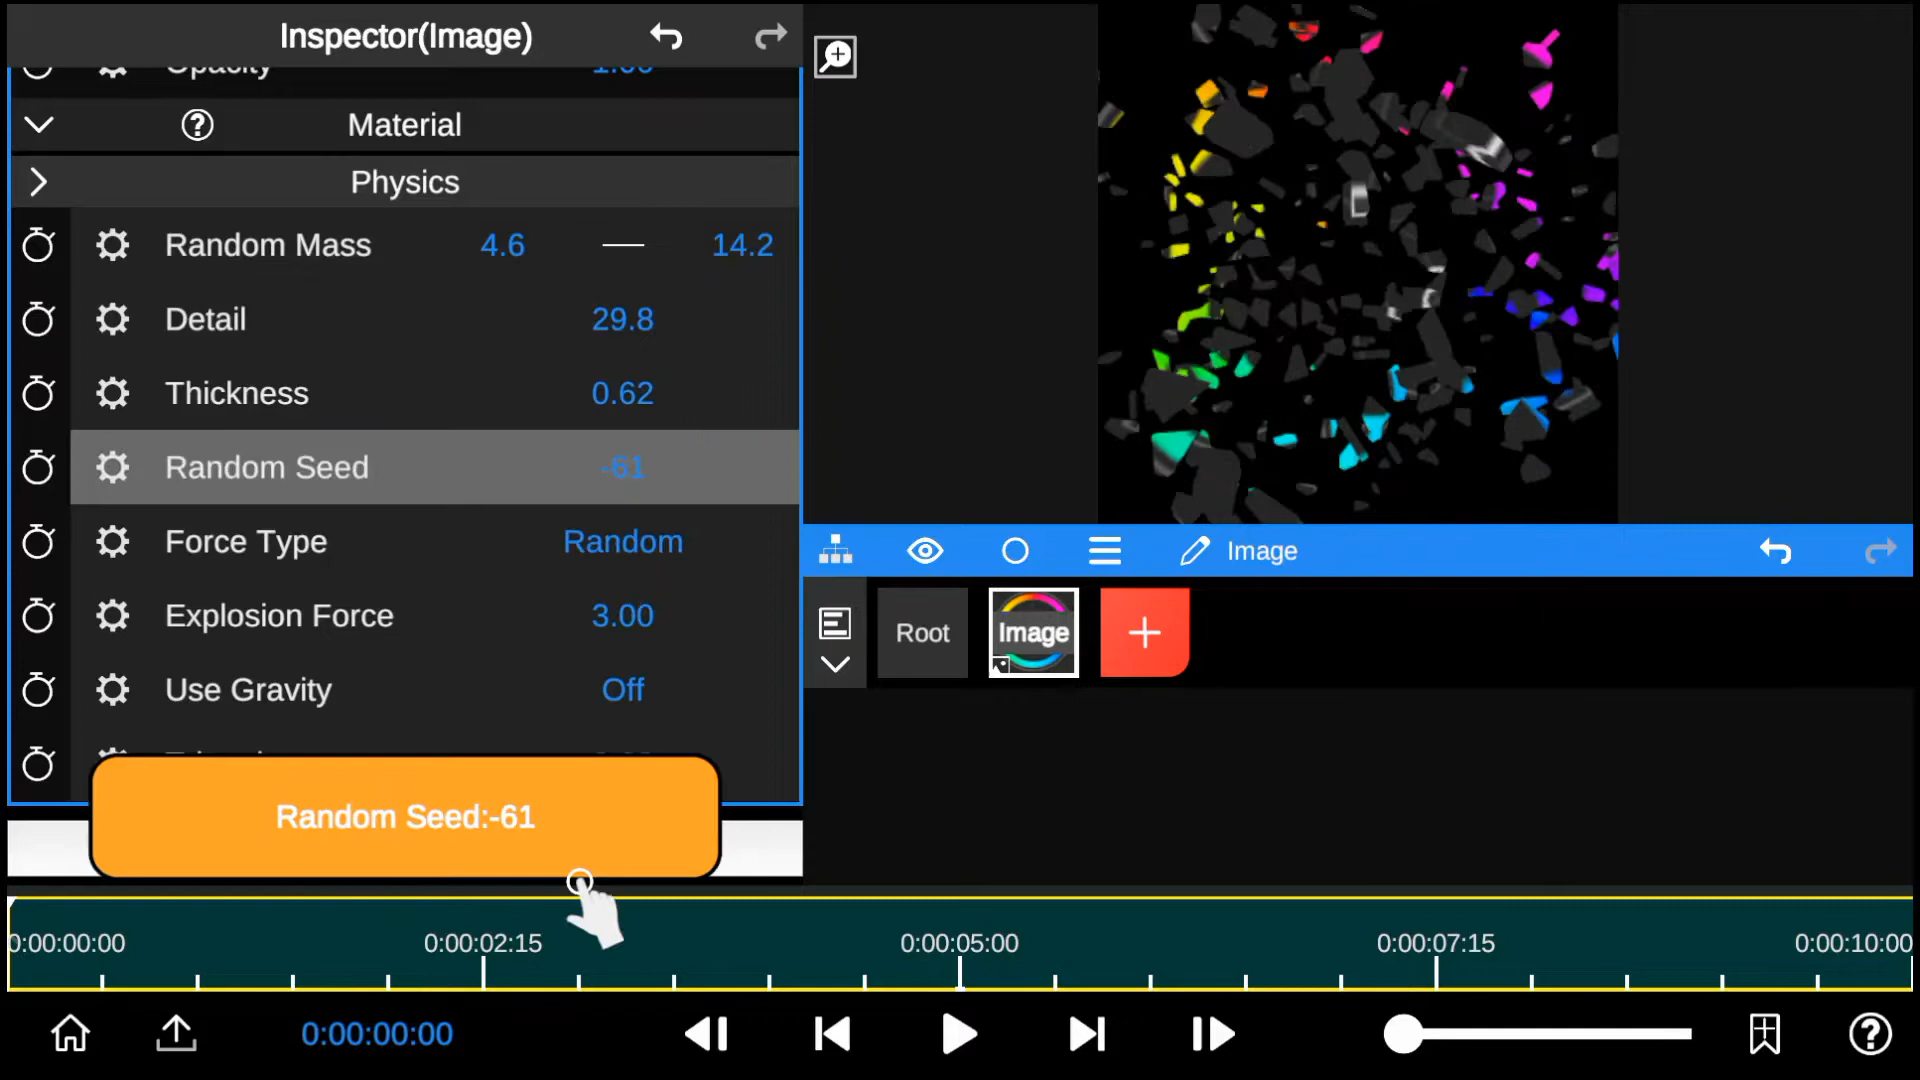 Inspector(Image)
Opacity 1.00
Material
Physics
Random Mass 4.6 14.2
Detail 29.8
Thickness 0.62
Random Seed -61
Force Type Random
Explosion Force 3.00
Use Gravity Off
Random Seed:-61
Image
Root
Image
0:00:00:00
0:00:02:15
0:00:05:00
0:00:07:15
0:00:10:00
0:00:00:00